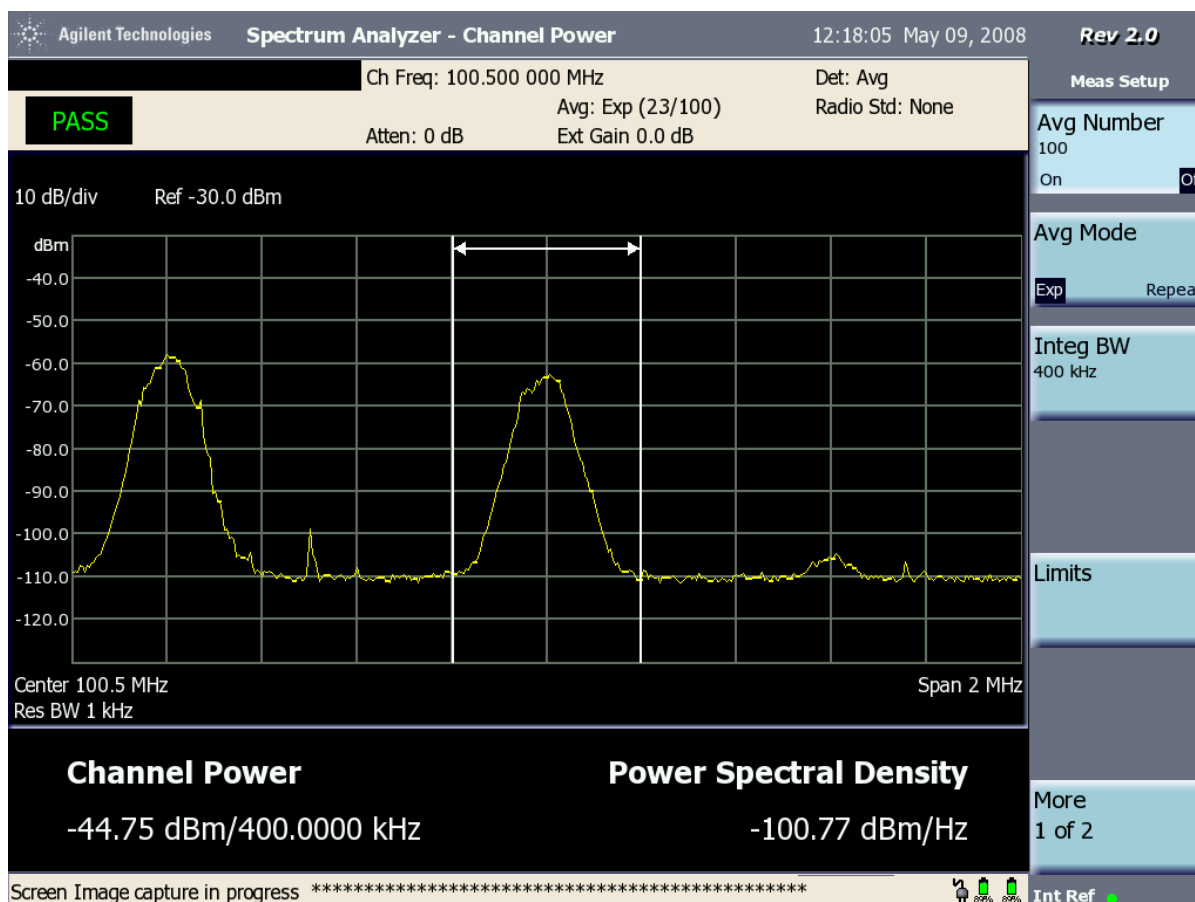 Agilent Technologies Spectrum Analyzer - Channel Power 12:18:05 May 09, 2008 Rev 2.0
Ch Freq: 100.500 000 MHz Det: Avg Meas Setup
PASS Avg: Exp (23/100) Radio Std: None
Atten: 0 dB Ext Gain 0.0 dB
Avg Number
100
On
10 dB/div Ref -30.0 dBm
Avg Mode
Exp Repea
dBm
-40.0
-50.0
-60.0
-70.0
-80.0
-90.0
-100.0
-110.0
-120.0
Integ BW
400 kHz
Limits
Center 100.5 MHz Span 2 MHz
Res BW 1 kHz
Channel Power Power Spectral Density
-44.75 dBm/400.0000 kHz -100.77 dBm/Hz
More
1 of 2
Screen Image capture in progress ***********************************************
Int Ref